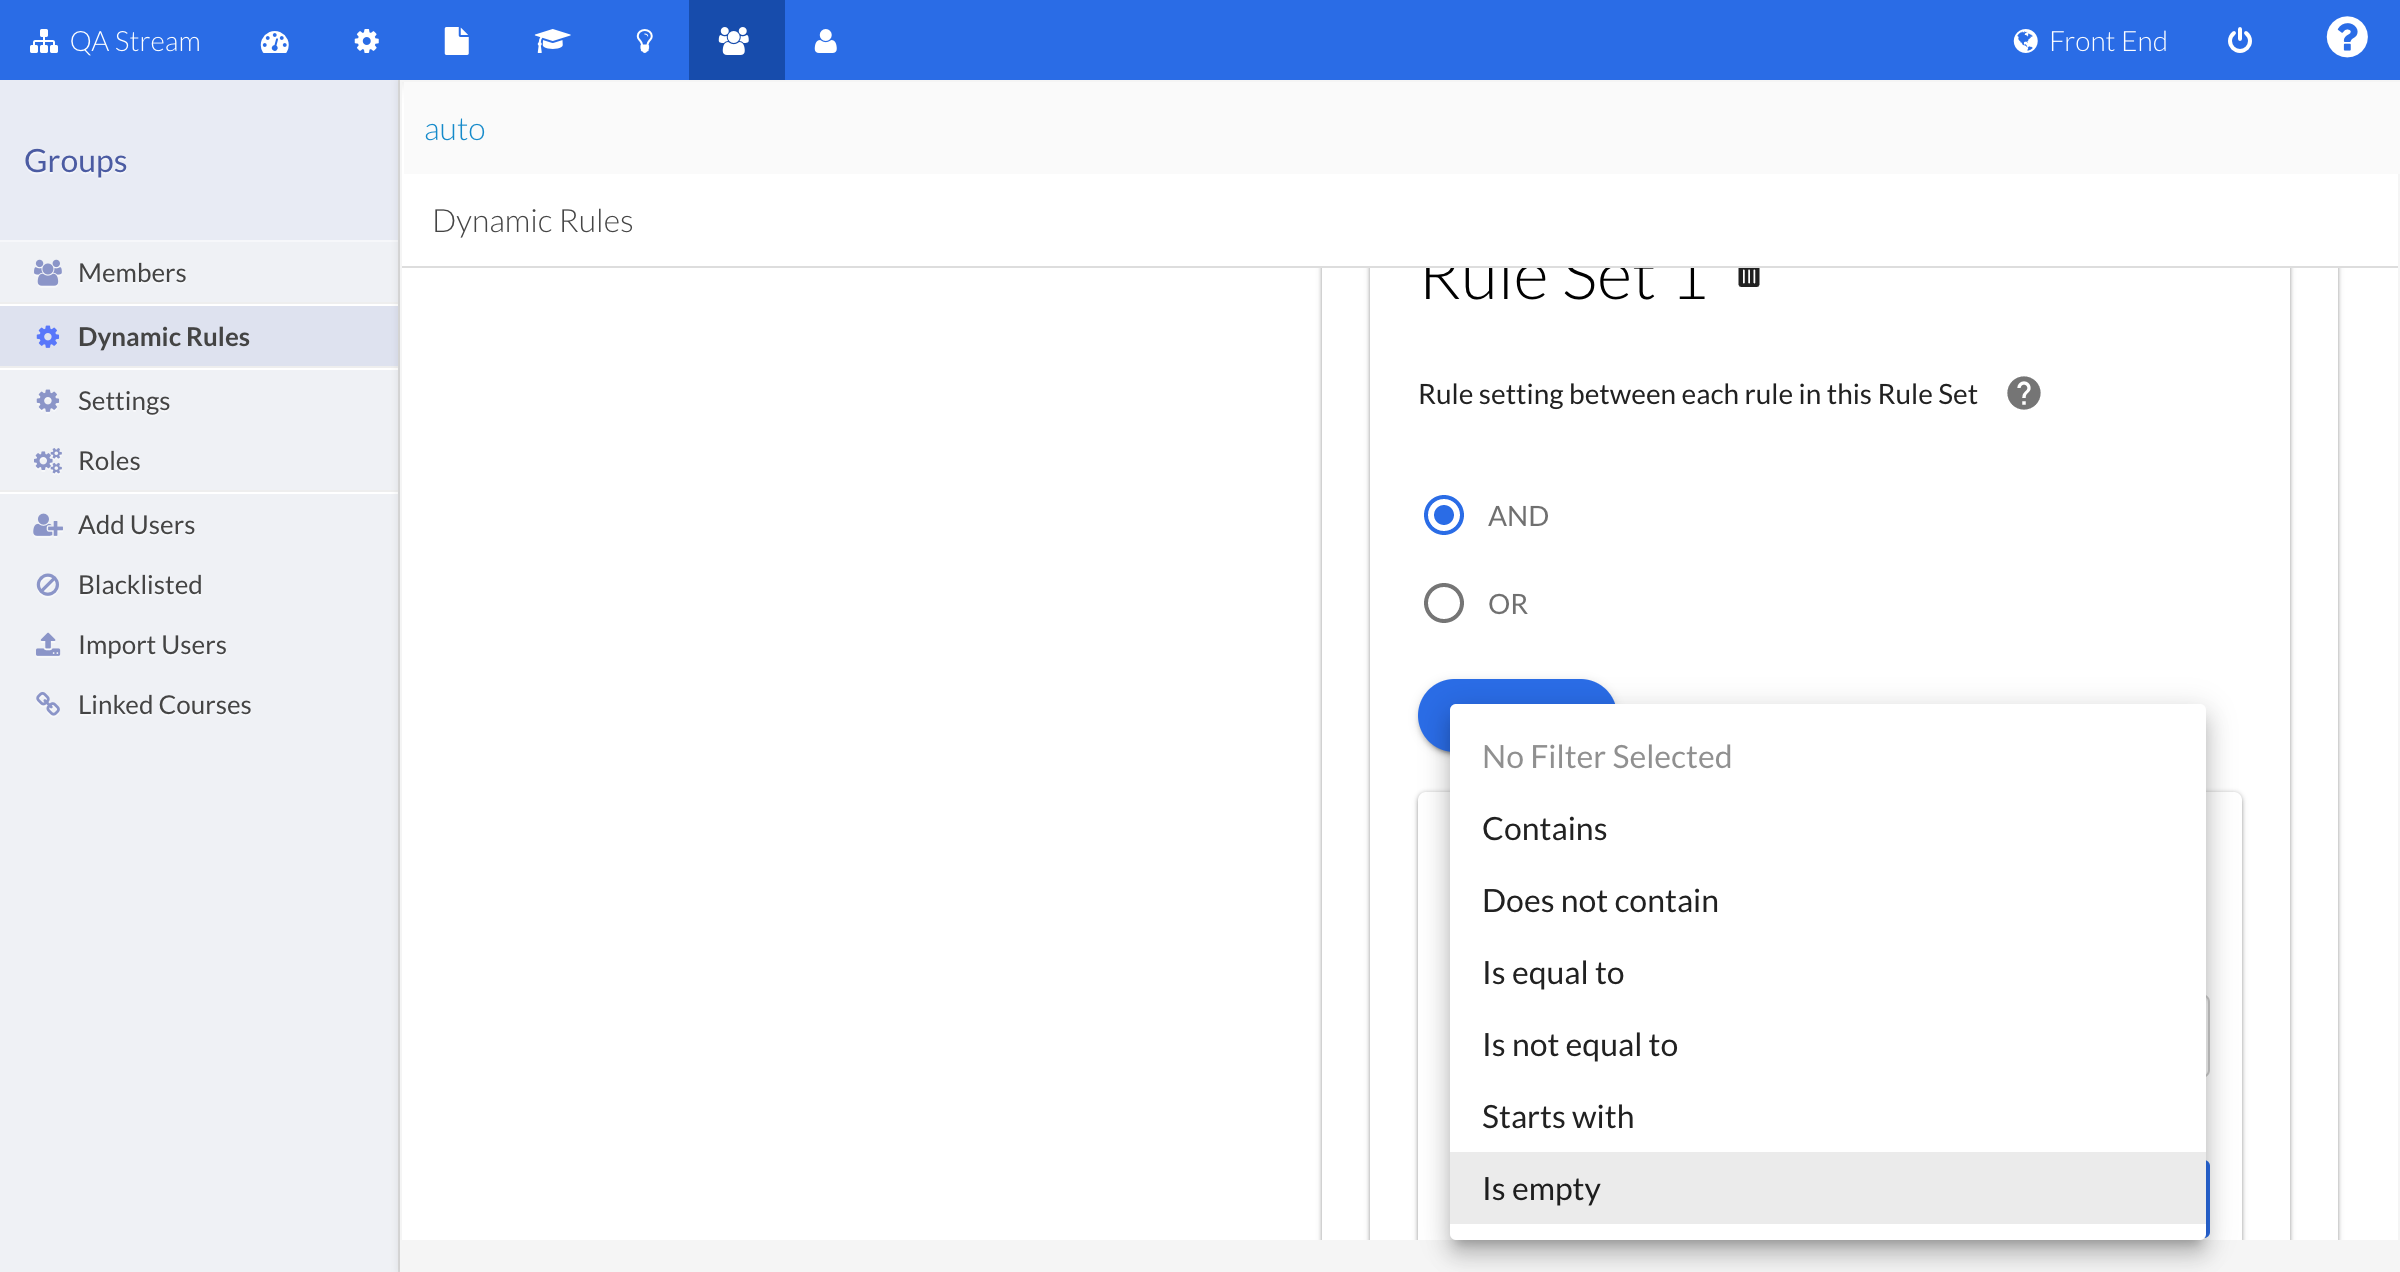 QA Stream
Front End
Groups
Members
Dynamic Rules
Settings
Roles
Add Users
Blacklisted
Import Users
Linked Courses
auto
Dynamic Rules
Rule Set 1
Rule setting between each rule in this Rule Set
AND
OR
No Filter Selected
Contains
Does not contain
Is equal to
Is not equal to
Starts with
Is empty